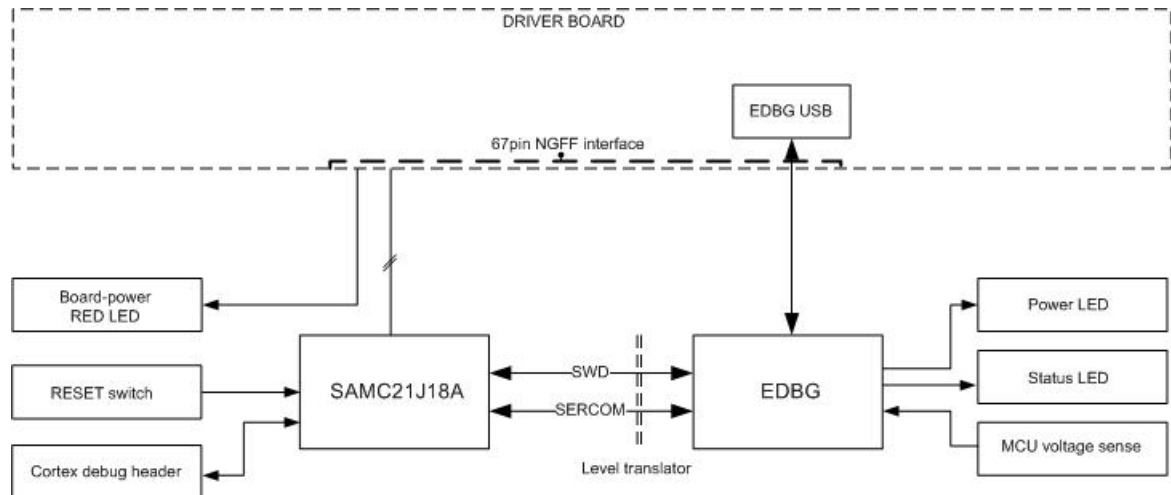 DRIVER BOARD
EDBG USB
67pin NGFF interface
Board-power
RED LED
Power LED
RESET switch
SAMC21J18A
SWD
EDBG
Status LED
SERCOM
Cortex debug header
Level translator
MCU voltage sense